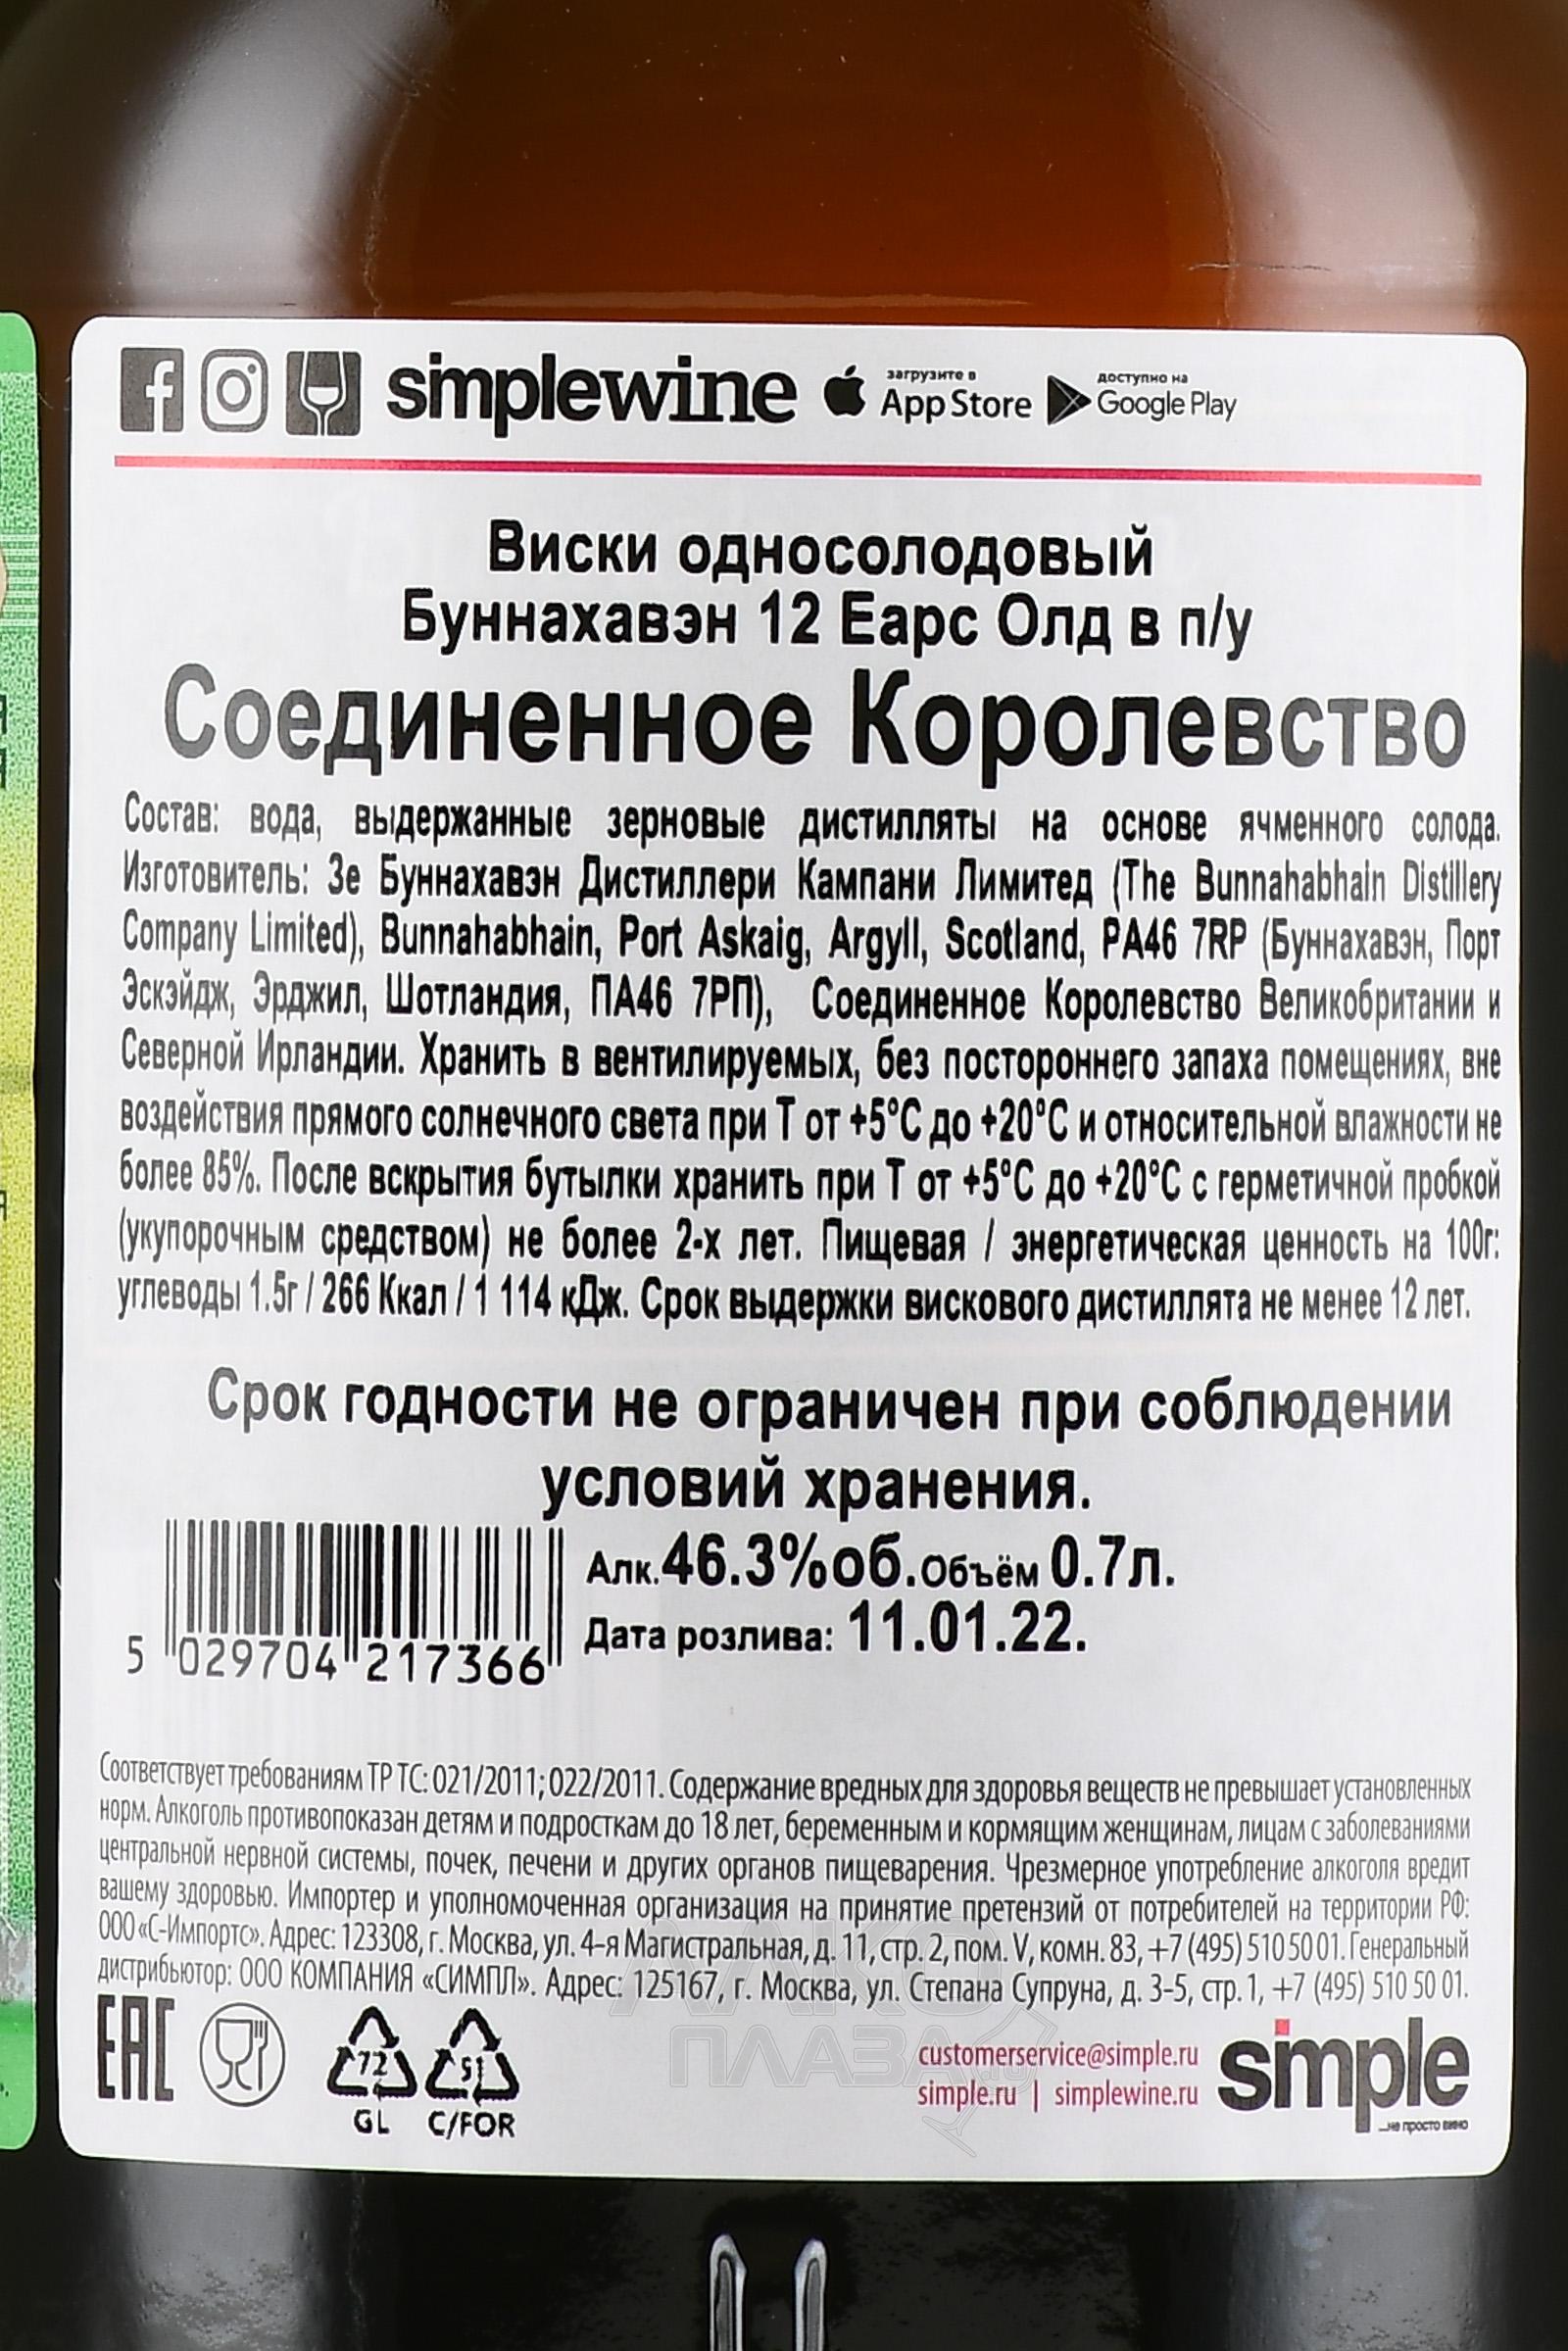 simplewine загрузите в App Store доступно на Google Play
Виски односолодовый
Буннахавэн 12 Еарс Олд в п/у
Соединенное Королевство
Состав: вода, выдержанные зерновые дистилляты на основе ячменного солода.
Изготовитель: Зе Буннахавэн Дистиллери Кампани Лимитед (The Bunnahabhain Distillery
Company Limited), Bunnahabhain, Port Askaig, Argyll, Scotland, PA46 7RP (Буннахавэн, Порт
Эскэйдж, Эрджил, Шотландия, ПА46 7РП), Соединенное Королевство Великобритании и
Северной Ирландии. Хранить в вентилируемых, без постороннего запаха помещениях, вне
воздействия прямого солнечного света при Т от +5°С до +20°С и относительной влажности не
более 85%. После вскрытия бутылки хранить при Т от +5°С до +20°С с герметичной пробкой
(укупорочным средством) не более 2-х лет. Пищевая / энергетическая ценность на 100г:
углеводы 1.5г / 266 Ккал / 1 114 кДж. Срок выдержки вискового дистиллята не менее 12 лет.
Срок годности не ограничен при соблюдении
условий хранения.
Алк.46.3%об.Объём 0.7л.
Дата розлива: 11.01.22.
5 029704 217366
Соответствует требованиям ТР ТС: 021/2011; 022/2011. Содержание вредных для здоровья веществ не превышает установленных
норм. Алкоголь противопоказан детям и подросткам до 18 лет, беременным и кормящим женщинам, лицам с заболеваниями
центральной нервной системы, почек, печени и других органов пищеварения. Чрезмерное употребление алкоголя вредит
вашему здоровью. Импортер и уполномоченная организация на принятие претензий от потребителей на территории РФ:
ООО «С-Импортс». Адрес: 123308, г. Москва, ул. 4-я Магистральная, д. 11, стр. 2, пом. V, комн. 83, +7 (495) 510 50 01. Генеральный
дистрибьютор: ООО КОМПАНИЯ «СИМПЛ». Адрес: 125167, г. Москва, ул. Степана Супруна, д. 3-5, стр. 1, +7 (495) 510 50 01.
EAC
72
GL
51
C/FOR
customerservice@simple.ru
simple.ru | simplewine.ru
simple
...не просто вино
АЛКО
ПЛАЗА